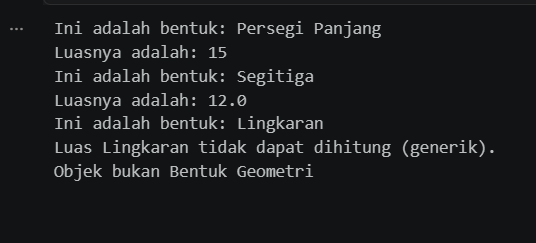 Ini adalah bentuk: Persegi Panjang
Luasnya adalah: 15
Ini adalah bentuk: Segitiga
Luasnya adalah: 12.0
Ini adalah bentuk: Lingkaran
Luas Lingkaran tidak dapat dihitung (generik).
Objek bukan Bentuk Geometri